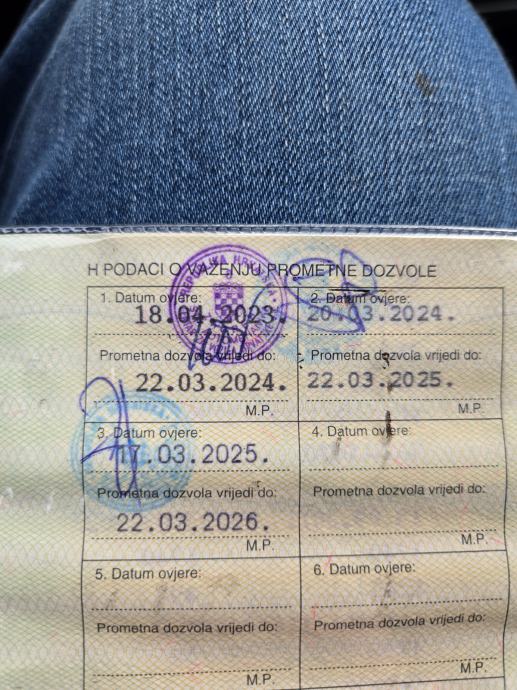 H PODACI O VAŽENJU PROMETNE DOZVOLE
1. Datum ovjere:
18.04.2023.
Prometna dozvola vrijedi do:
22.03.2024.
M.P.
2. Datum ovjere:
20.03.2024.
Prometna dozvola vrijedi do:
22.03.2025.
M.P.
3. Datum ovjere:
17.03.2025.
Prometna dozvola vrijedi do:
22.03.2026.
M.P.
4. Datum ovjere:
Prometna dozvola vrijedi do:
M.P.
5. Datum ovjere:
Prometna dozvola vrijedi do:
M.P.
6. Datum ovjere:
Prometna dozvola vrijedi do:
M.P.
REPUBLIKA HRVATSKA